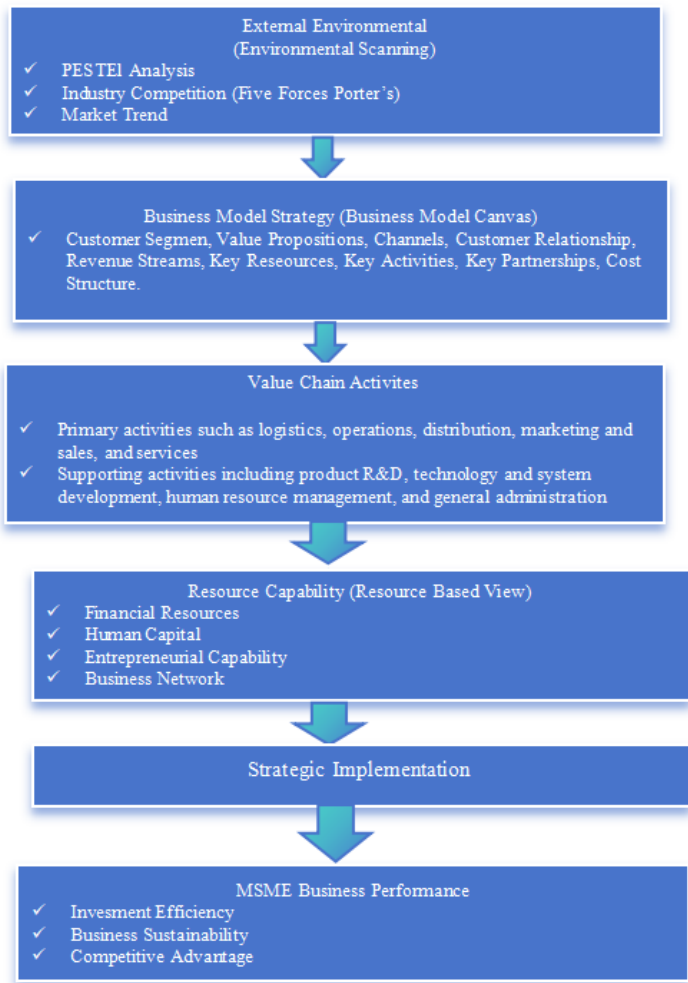 External Environmental
(Environmental Scanning)
✓ PESTEl Analysis
✓ Industry Competition (Five Forces Porter’s)
✓ Market Trend
Business Model Strategy (Business Model Canvas)
✓ Customer Segmen, Value Propositions, Channels, Customer Relationship,
Revenue Streams, Key Reseources, Key Activities, Key Partnerships, Cost
Structure.
Value Chain Activites
✓ Primary activities such as logistics, operations, distribution, marketing and
sales, and services
✓ Supporting activities including product R&D, technology and system
development, human resource management, and general administration
Resource Capability (Resource Based View)
✓ Financial Resources
✓ Human Capital
✓ Entrepreneurial Capability
✓ Business Network
Strategic Implementation
MSME Business Performance
✓ Invesment Efficiency
✓ Business Sustainability
✓ Competitive Advantage